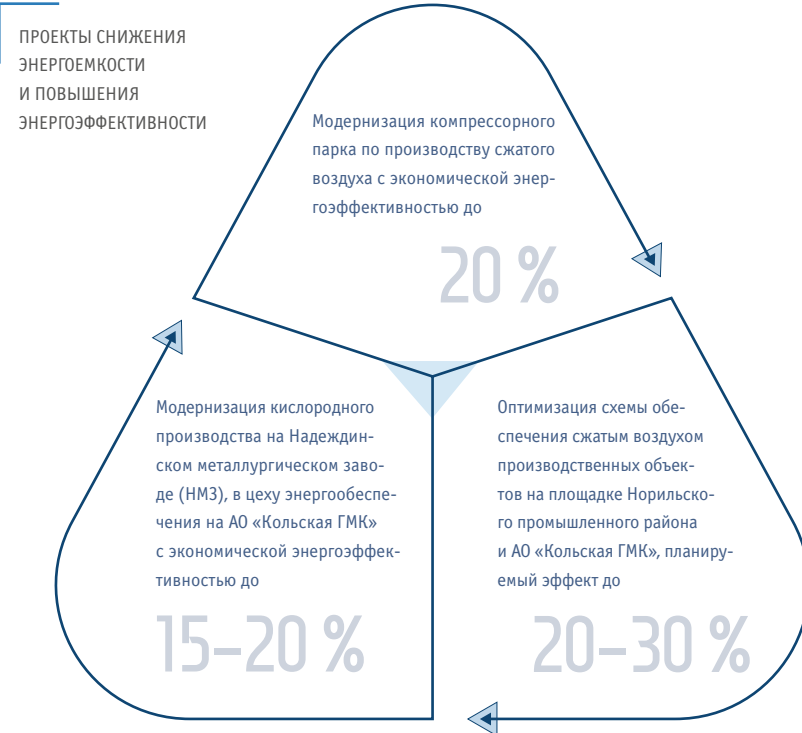 ПРОЕКТЫ СНИЖЕНИЯ
ЭНЕРГОЕМКОСТИ
И ПОВЫШЕНИЯ
ЭНЕРГОЭФФЕКТИВНОСТИ
Модернизация компрессорного
парка по производству сжатого
воздуха с экономической энер-
гоэффективностью до
20 %
Модернизация кислородного
производства на Надеждин-
ском металлургическом заво-
де (НМЗ), в цеху энергообеспе-
чения на АО «Кольская ГМК»
с экономической энергоэффек-
тивностью до
15–20 %
Оптимизация схемы обе-
спечения сжатым воздухом
производственных объек-
тов на площадке Норильско-
го промышленного района
и АО «Кольская ГМК», планиру-
емый эффект до
20–30 %